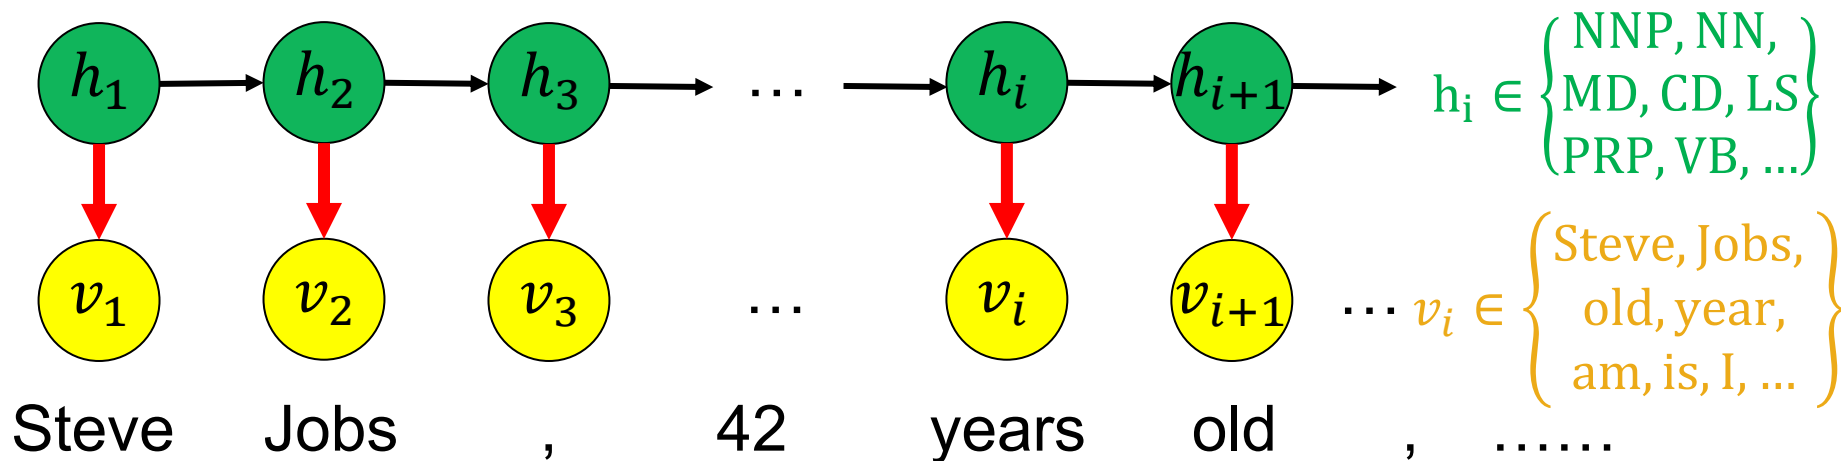 h₁ h₂ h₃ … hᵢ hᵢ₊₁
hᵢ ∈ { NNP, NN,
MD, CD, LS
PRP, VB, … }
v₁ v₂ v₃ … vᵢ vᵢ₊₁ …
vᵢ ∈ { Steve, Jobs,
old, year,
am, is, I, … }
Steve Jobs , 42 years old , ……